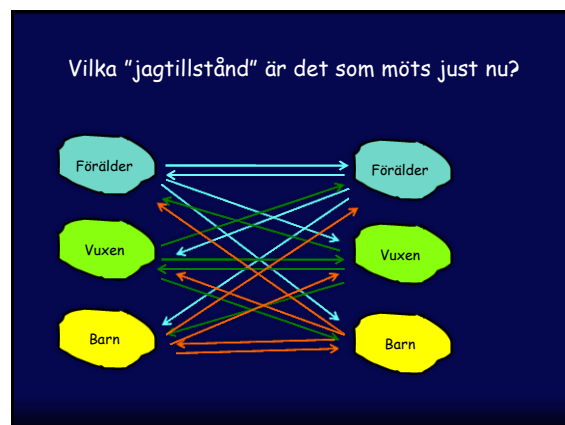 Vilka ”jagtillstånd” är det som möts just nu?
Förälder
Förälder
Vuxen
Vuxen
Barn
Barn